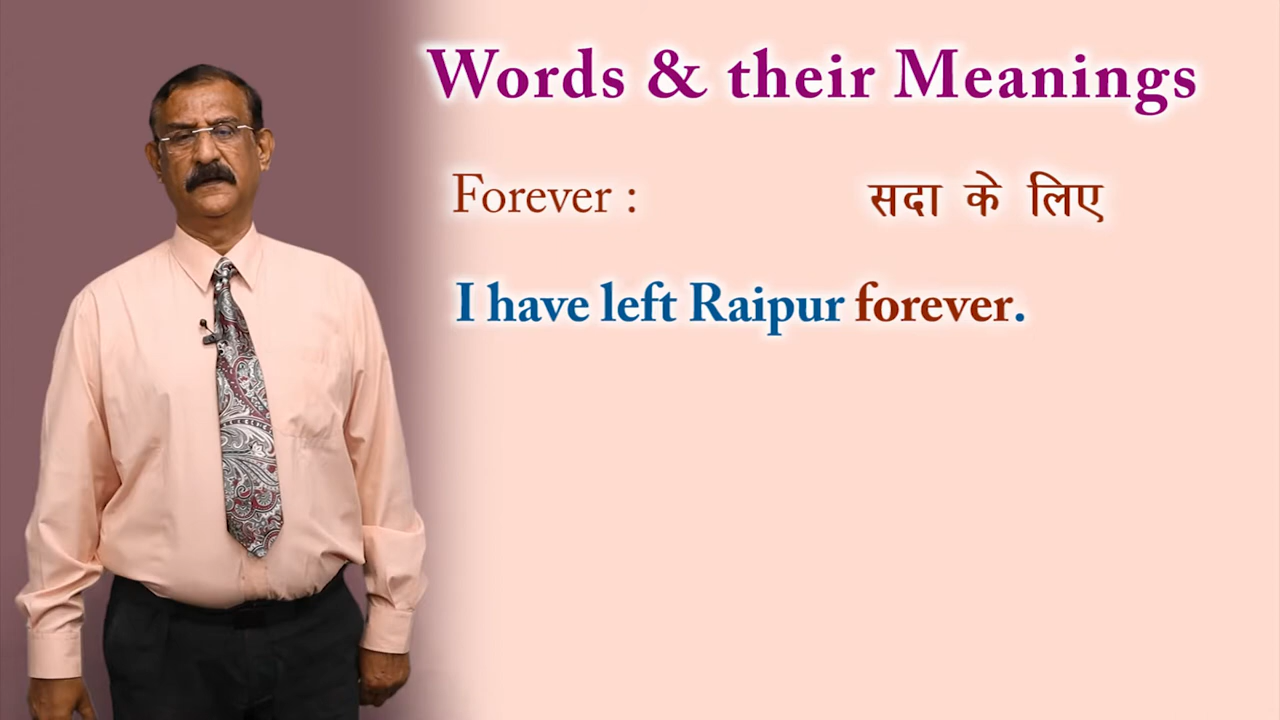 Words & their Meanings
Forever : सदा के लिए
I have left Raipur forever.